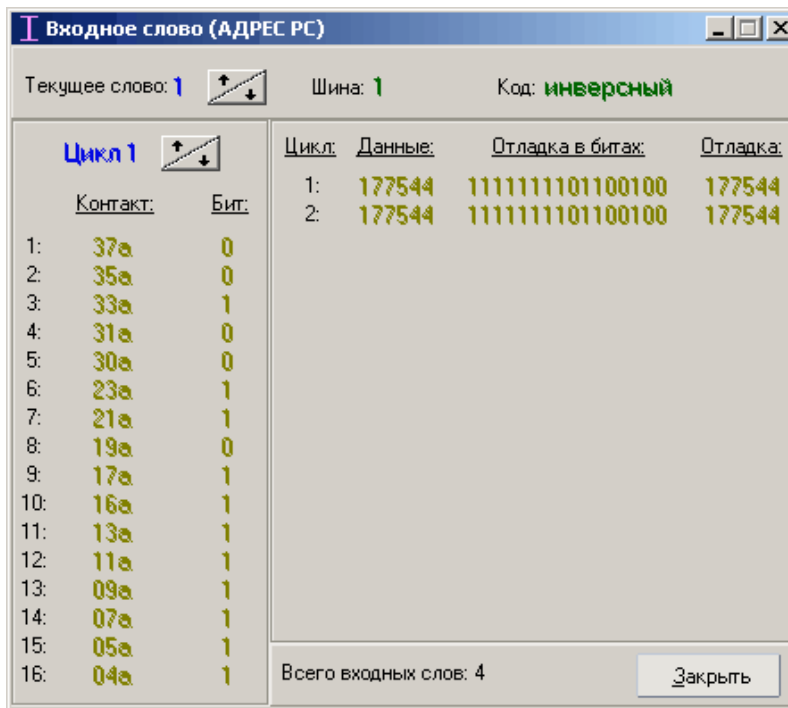 Входное слово (АДРЕС РС)
Текущее слово: 1 Шина: 1 Код: инверсный
Цикл 1
Контакт: Бит:
1: 37а 0
2: 35а 0
3: 33а 1
4: 31а 0
5: 30а 0
6: 23а 1
7: 21а 1
8: 19а 0
9: 17а 1
10: 16а 1
11: 13а 1
12: 11а 1
13: 09а 1
14: 07а 1
15: 05а 1
16: 04а 1
Цикл: Данные: Отладка в битах: Отладка:
1: 177544 1111111101100100 177544
2: 177544 1111111101100100 177544
Всего входных слов: 4 Закрыть